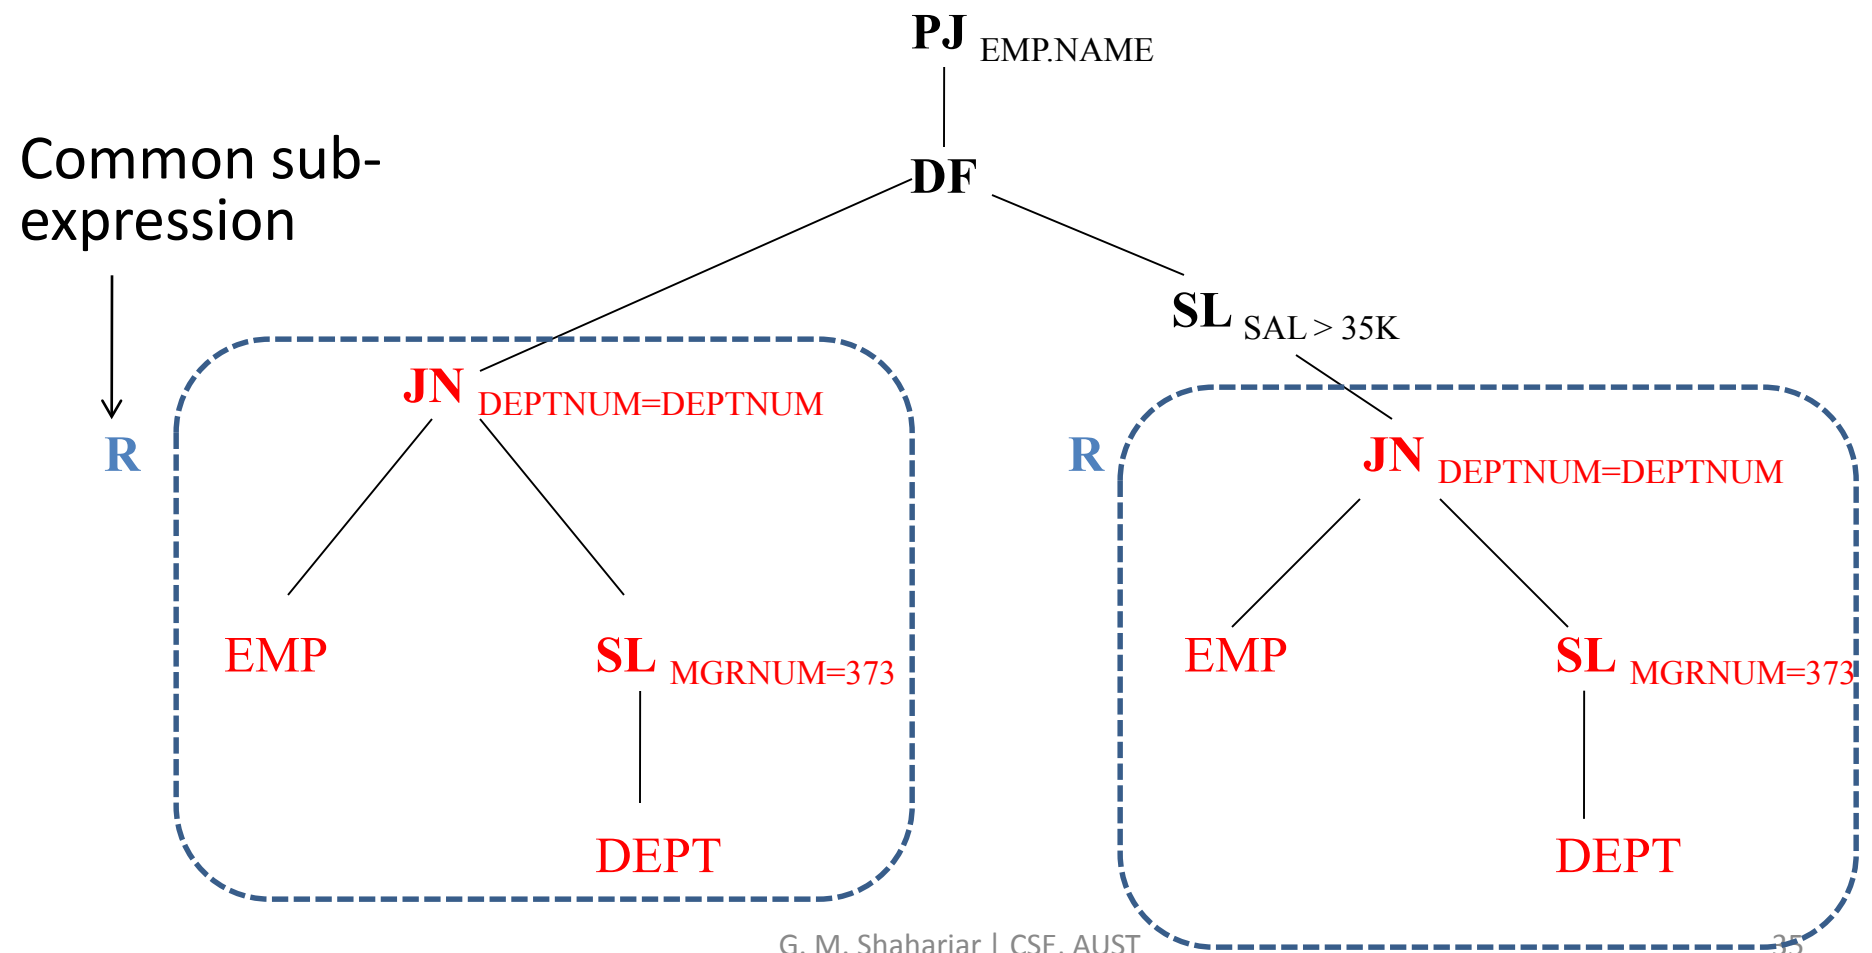 PJ EMP.NAME
Common sub-
expression
DF
SL SAL > 35K
JN DEPTNUM=DEPTNUM
R
R
JN DEPTNUM=DEPTNUM
EMP
SL MGRNUM=373
EMP
SL MGRNUM=373
DEPT
DEPT
G. M. Shahariar | CSE, AUST
35